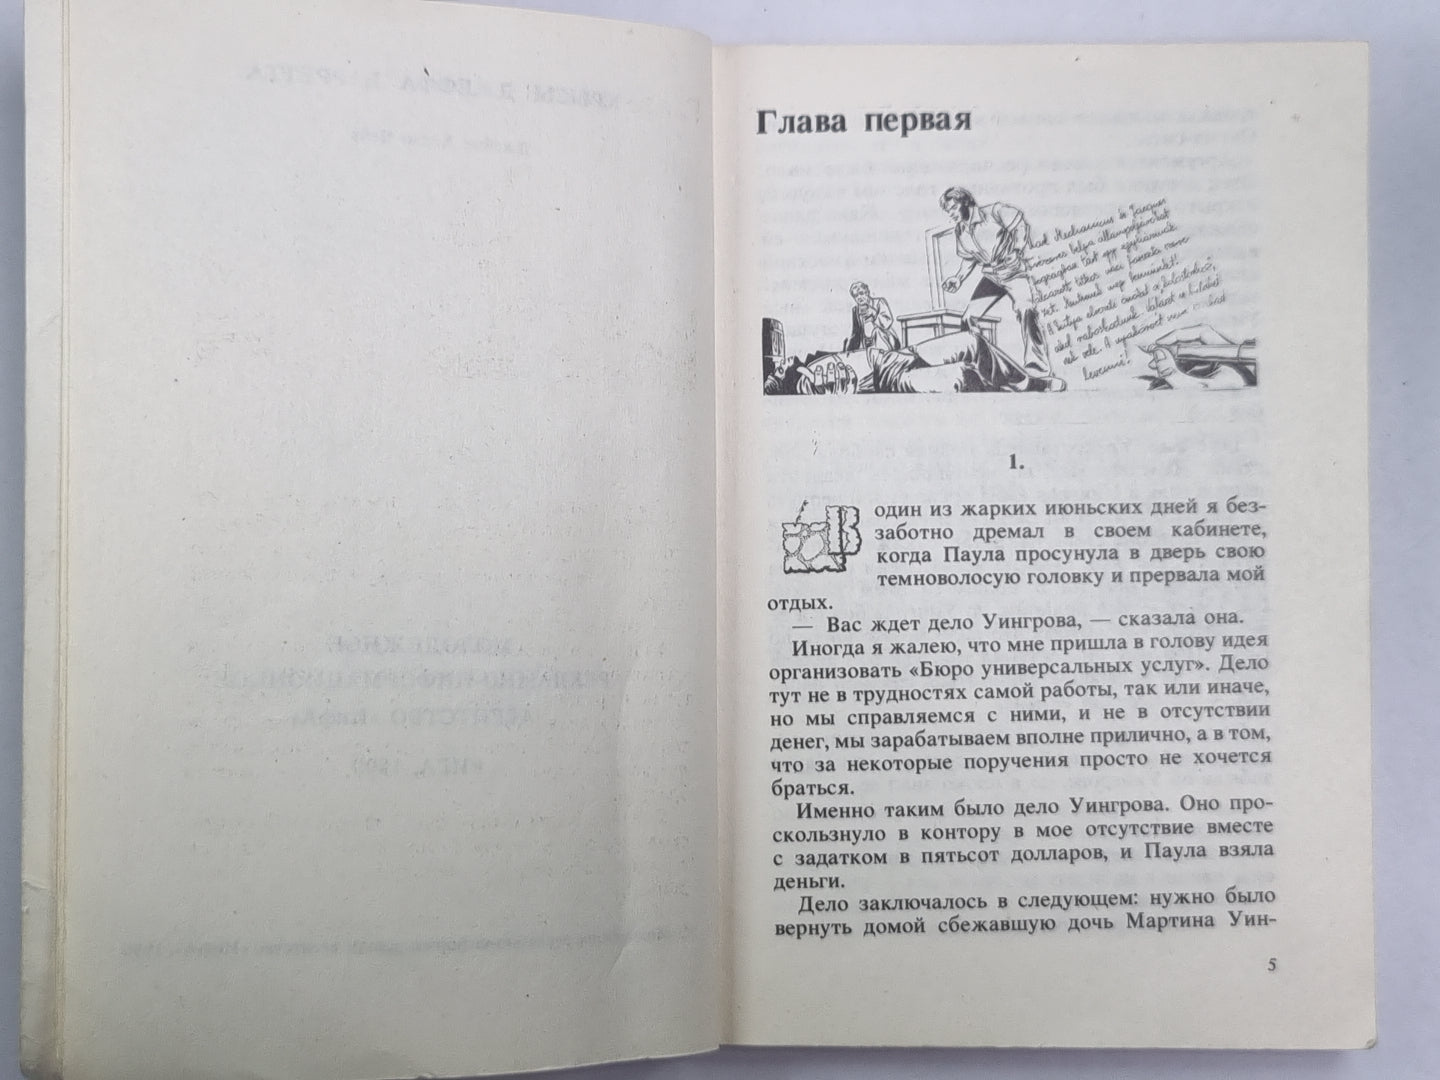 Глава первая
1.
В один из жарких июньских дней я без-
заботно дремал в своем кабинете,
когда Паула просунула в дверь свою
темноволосую головку и прервала мой
отдых.
— Вас ждет дело Уингрова, — сказала она.
Иногда я жалею, что мне пришла в голову идея
организовать «Бюро универсальных услуг». Дело
тут не в трудностях самой работы, так или иначе,
но мы справляемся с ними, и не в отсутствии
денег, мы зарабатываем вполне прилично, а в том,
что за некоторые поручения просто не хочется
браться.
Именно таким было дело Уингрова. Оно про-
скользнуло в контору в мое отсутствие вместе
с задатком в пятьсот долларов, и Паула взяла
деньги.
Дело заключалось в следующем: нужно было
вернуть домой сбежавшую дочь Мартина Уин-
5